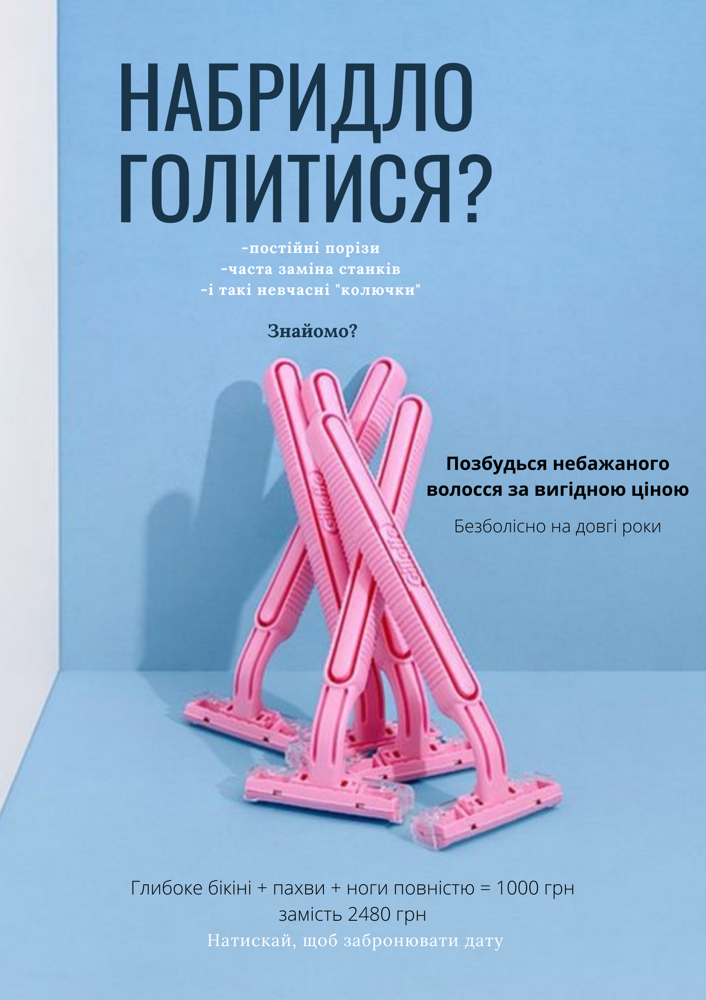 НАБРИДЛО
ГОЛИТИСЯ?
-постійні порізи
-часта заміна станків
-і такі невчасні "колючки"
Знайомо?
Gillette
Gillette
Позбудься небажаного
волосся за вигідною ціною
Безболісно на довгі роки
Глибоке бікіні + пахви + ноги повністю = 1000 грн
замість 2480 грн
Натискай, щоб забронювати дату